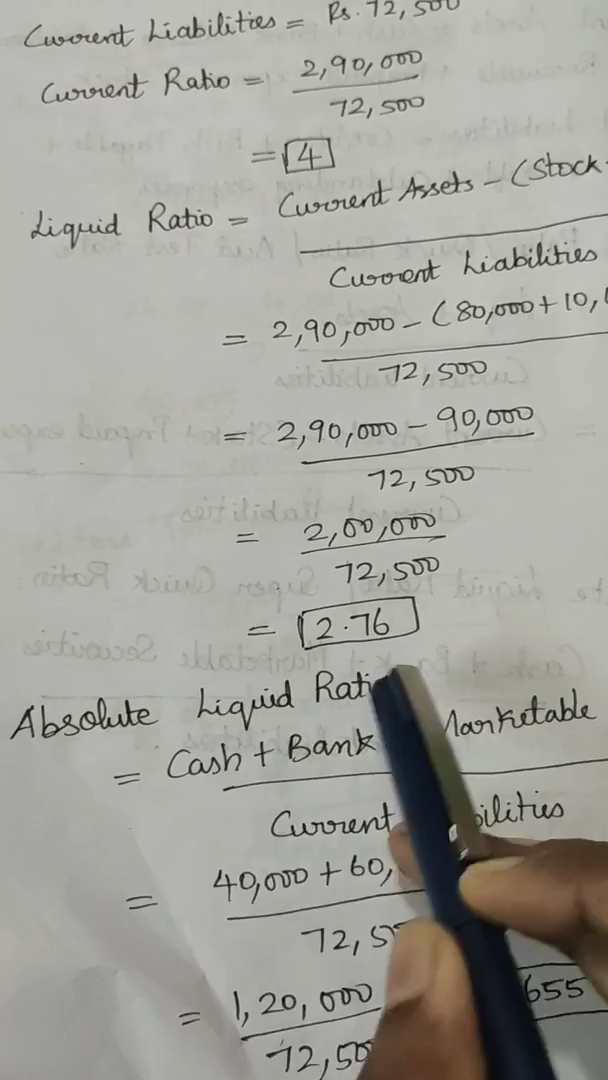 Current Liabilities = Rs. 72,500
Current Ratio = 2,90,000
72,500
= 4
Liquid Ratio = Current Assets - (Stock
Current Liabilities
= 2,90,000 - (80,000 + 10,
72,500
= 2,90,000 - 90,000
72,500
= 2,00,000
72,500
= 2.76
Absolute Liquid Rati
= Cash + Bank Marketable
Current bilities
= 40,000 + 60,
72,5
= 1,20,000 655
72,50